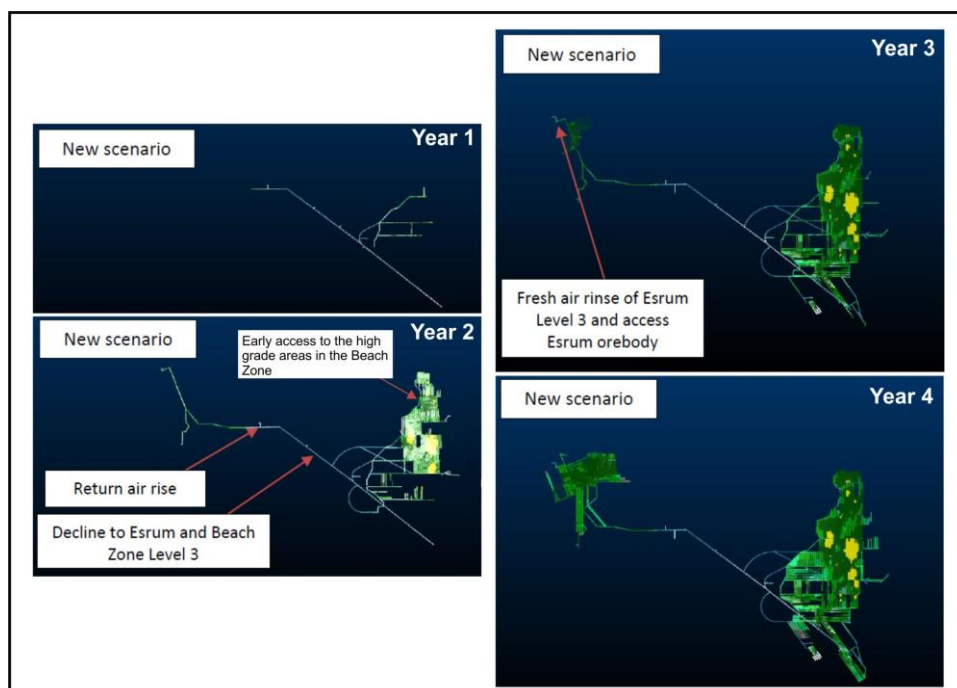 New scenario
Year 1
New scenario
Year 2
Early access to the high
grade areas in the Beach
Zone
Return air rise
Decline to Esrum and Beach
Zone Level 3
New scenario
Year 3
Fresh air rinse of Esrum
Level 3 and access
Esrum orebody
New scenario
Year 4